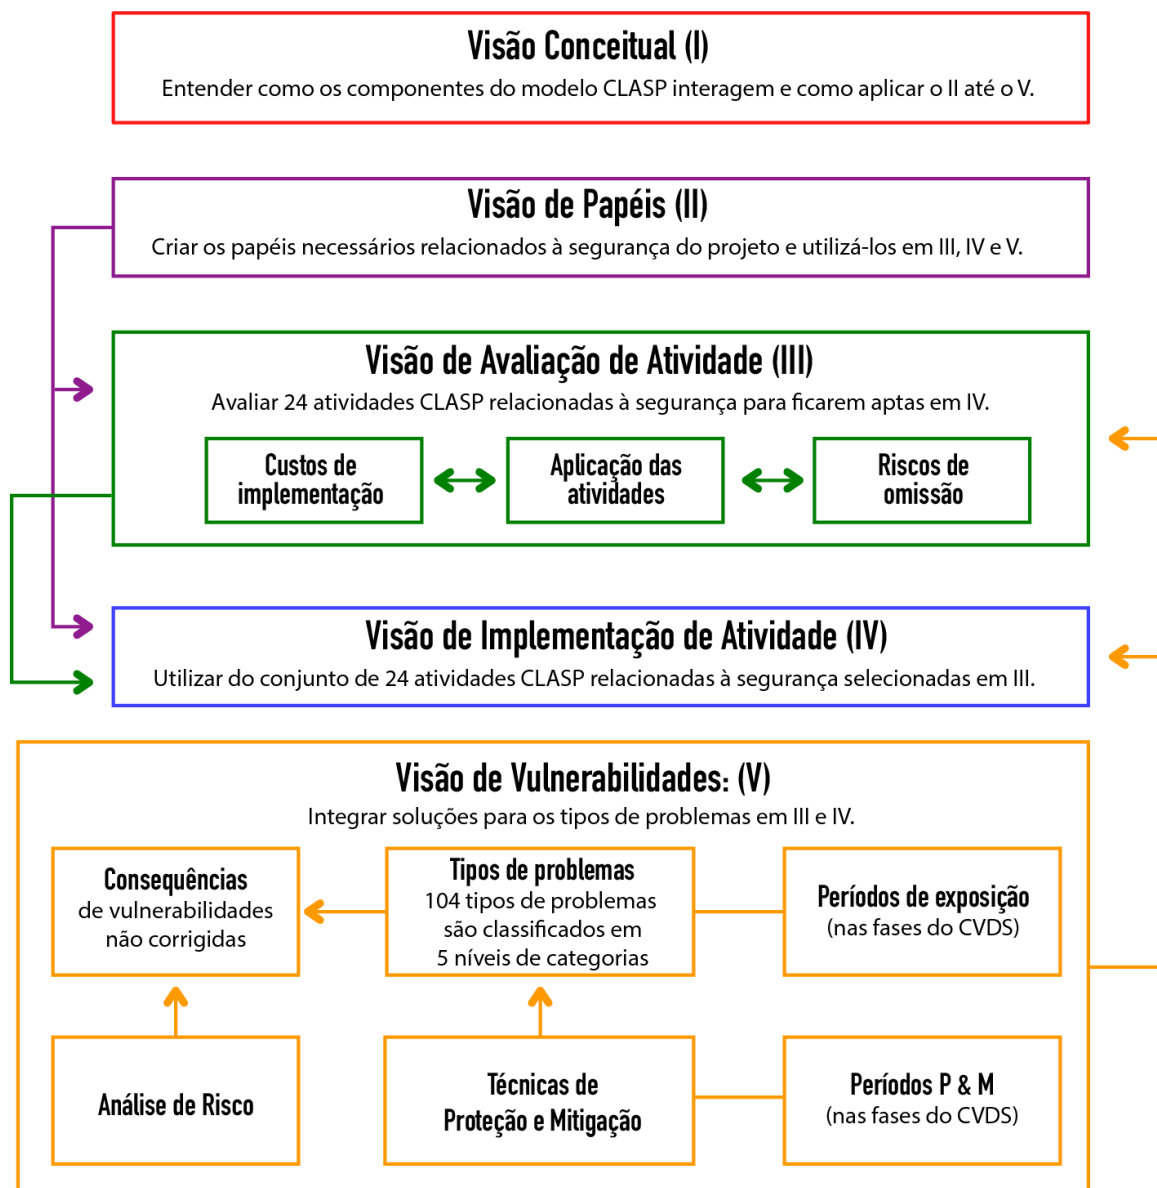 Visão Conceitual (I)
Entender como os componentes do modelo CLASP interagem e como aplicar o II até o V.
Visão de Papéis (II)
Criar os papéis necessários relacionados à segurança do projeto e utilizá-los em III, IV e V.
Visão de Avaliação de Atividade (III)
Avaliar 24 atividades CLASP relacionadas à segurança para ficarem aptas em IV.
Custos de
implementação
Aplicação das
atividades
Riscos de
omissão
Visão de Implementação de Atividade (IV)
Utilizar do conjunto de 24 atividades CLASP relacionadas à segurança selecionadas em III.
Visão de Vulnerabilidades: (V)
Integrar soluções para os tipos de problemas em III e IV.
Consequências
de vulnerabilidades
não corrigidas
Tipos de problemas
104 tipos de problemas
são classificados em
5 níveis de categorias
Períodos de exposição
(nas fases do CVDS)
Análise de Risco
Técnicas de
Proteção e Mitigação
Períodos P & M
(nas fases do CVDS)